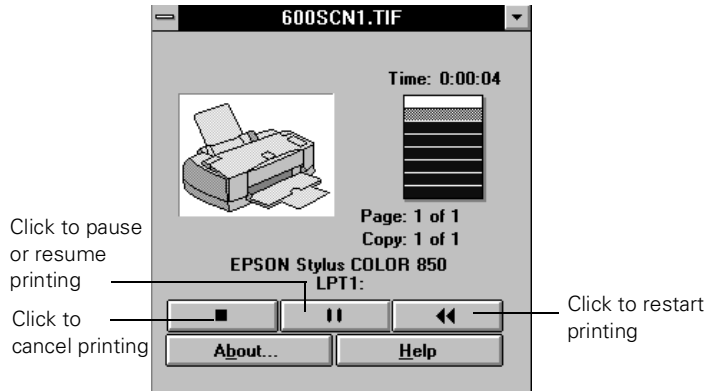 600SCN1.TIF
Time: 0:00:04
Page: 1 of 1
Copy: 1 of 1
EPSON Stylus COLOR 850
LPT1:
Click to pause
or resume
printing
Click to
cancel printing
Click to restart
printing
About...
Help